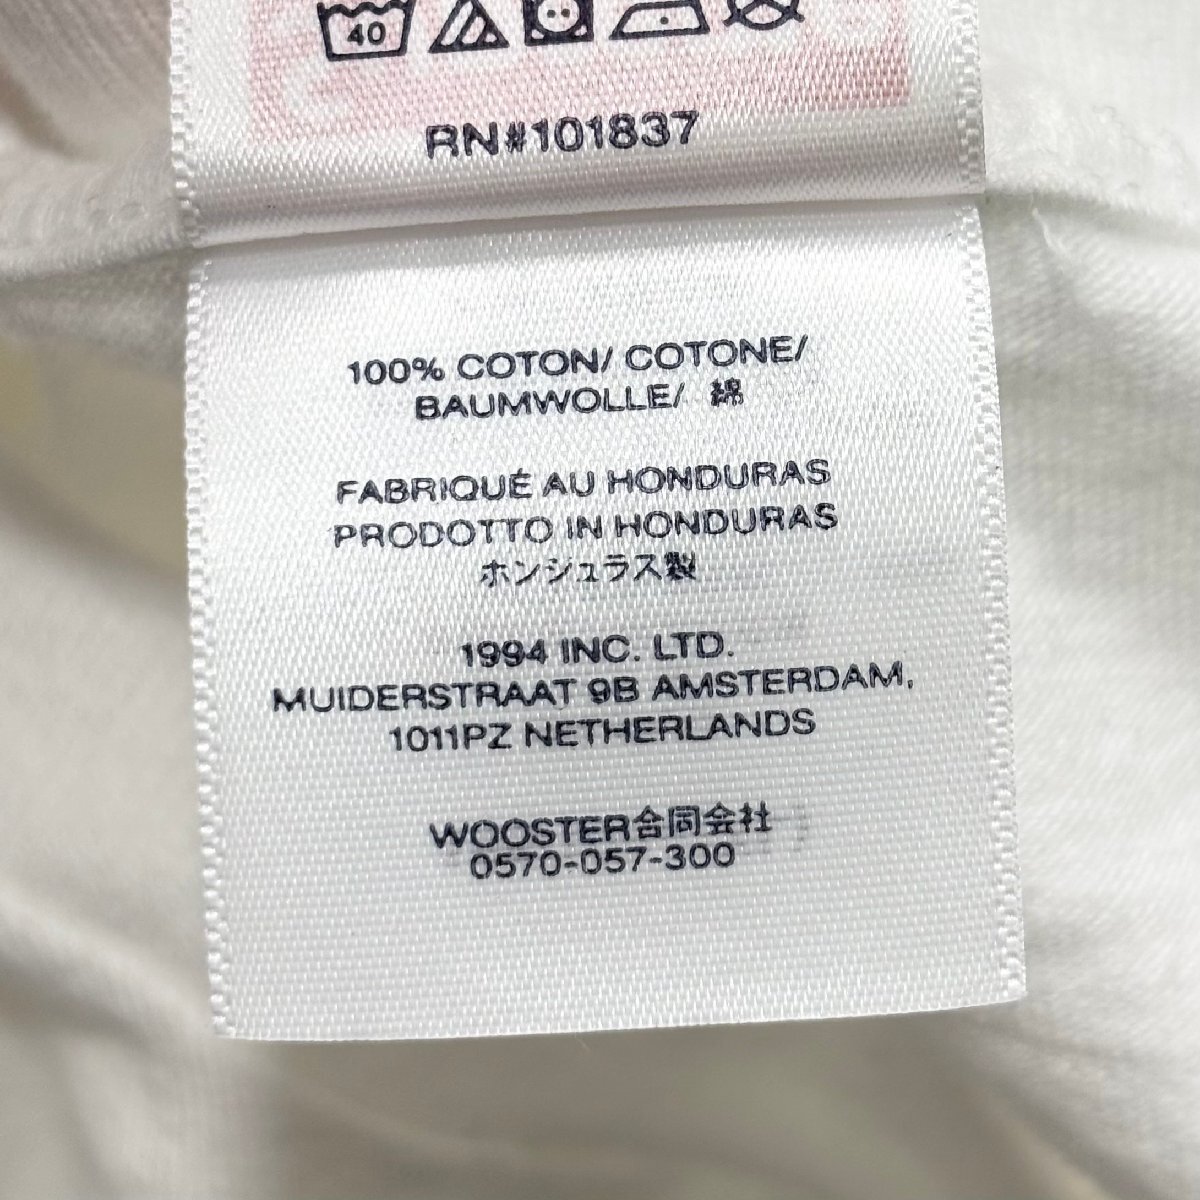 40
RN#101837
100% COTON/ COTONE/
BAUMWOLLE/ 綿
FABRIQUÉ AU HONDURAS
PRODOTTO IN HONDURAS
ホンジュラス製
1994 INC. LTD.
MUIDERSTRAAT 9B AMSTERDAM,
1011PZ NETHERLANDS
WOOSTER合同会社
0570-057-300